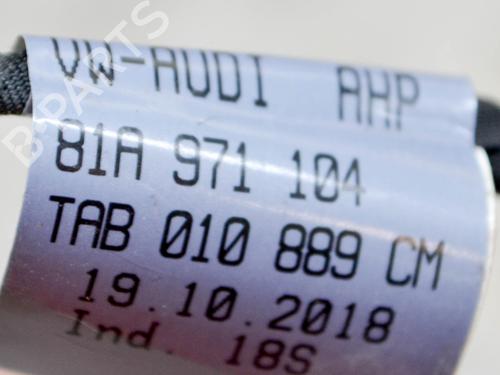 VW-AUDI AHP
81A 971 104
TAB 010 889 CM
19.10.2018
Ind. 18S
B-PARTS